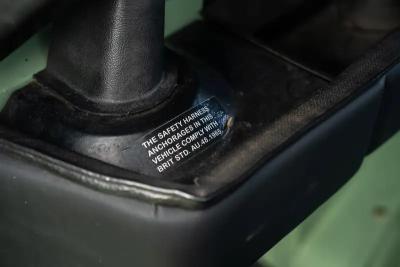 THE SAFETY HARNESS
ANCHORAGES IN THIS
VEHICLE COMPLY WITH
BRIT STD. AU.48.1965.